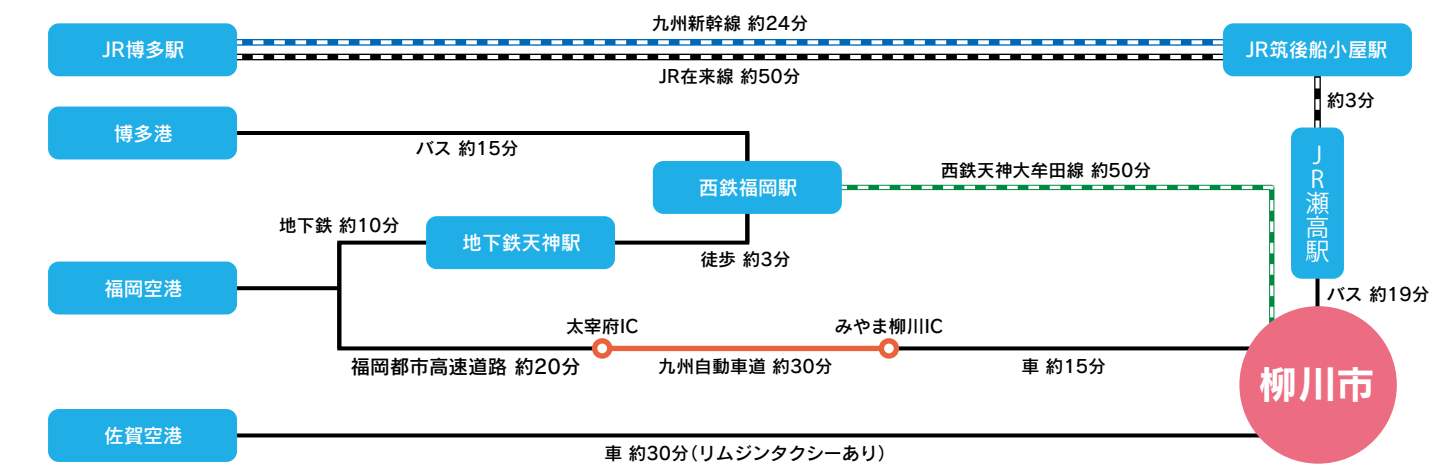 九州新幹線 約24分
JR博多駅
JR筑後船小屋駅
JR在来線 約50分
約3分
博多港
バス 約15分
JR瀬高駅
西鉄福岡駅
西鉄天神大牟田線 約50分
地下鉄 約10分
地下鉄天神駅
徒歩 約3分
福岡空港
バス 約19分
太宰府IC
みやま柳川IC
福岡都市高速道路 約20分
九州自動車道 約30分
車 約15分
柳川市
佐賀空港
車 約30分(リムジンタクシーあり)